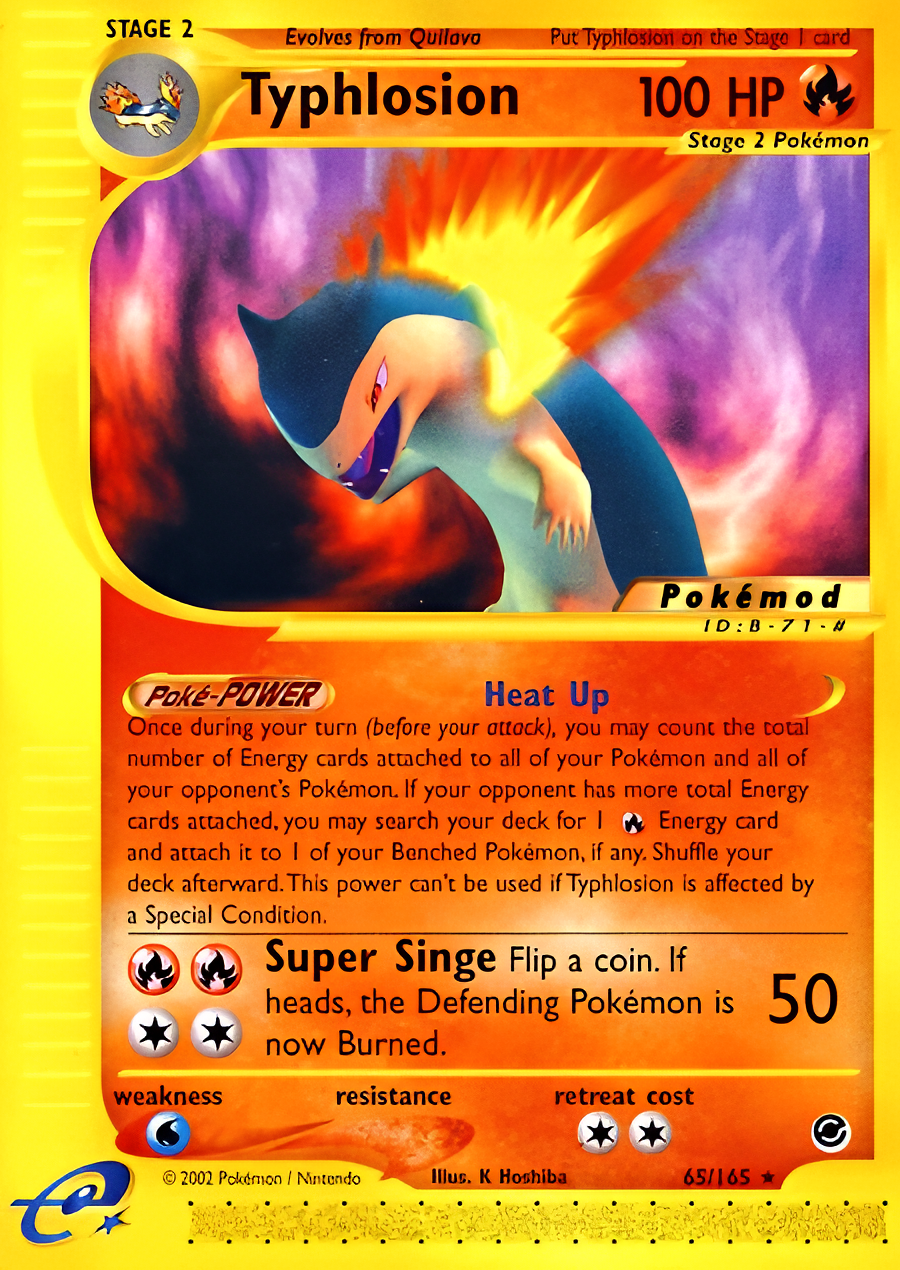 STAGE 2
Evolves from Quilava
Put Typhlosion on the Stage 1 card
Typhlosion
100 HP
Stage 2 Pokémon
Pokémod
ID:B-71-#
Poké-POWER
Heat Up
Once during your turn (before your attack), you may count the total
number of Energy cards attached to all of your Pokémon and all of
your opponent's Pokémon. If your opponent has more total Energy
cards attached, you may search your deck for 1 Energy card
and attach it to 1 of your Benched Pokémon, if any. Shuffle your
deck afterward. This power can't be used if Typhlosion is affected by
a Special Condition.
Super Singe Flip a coin. If
heads, the Defending Pokémon is
now Burned.
50
weakness
resistance
retreat cost
© 2002 Pokémon / Nintendo
Illus. K Hoshiba
65/165 ★
e